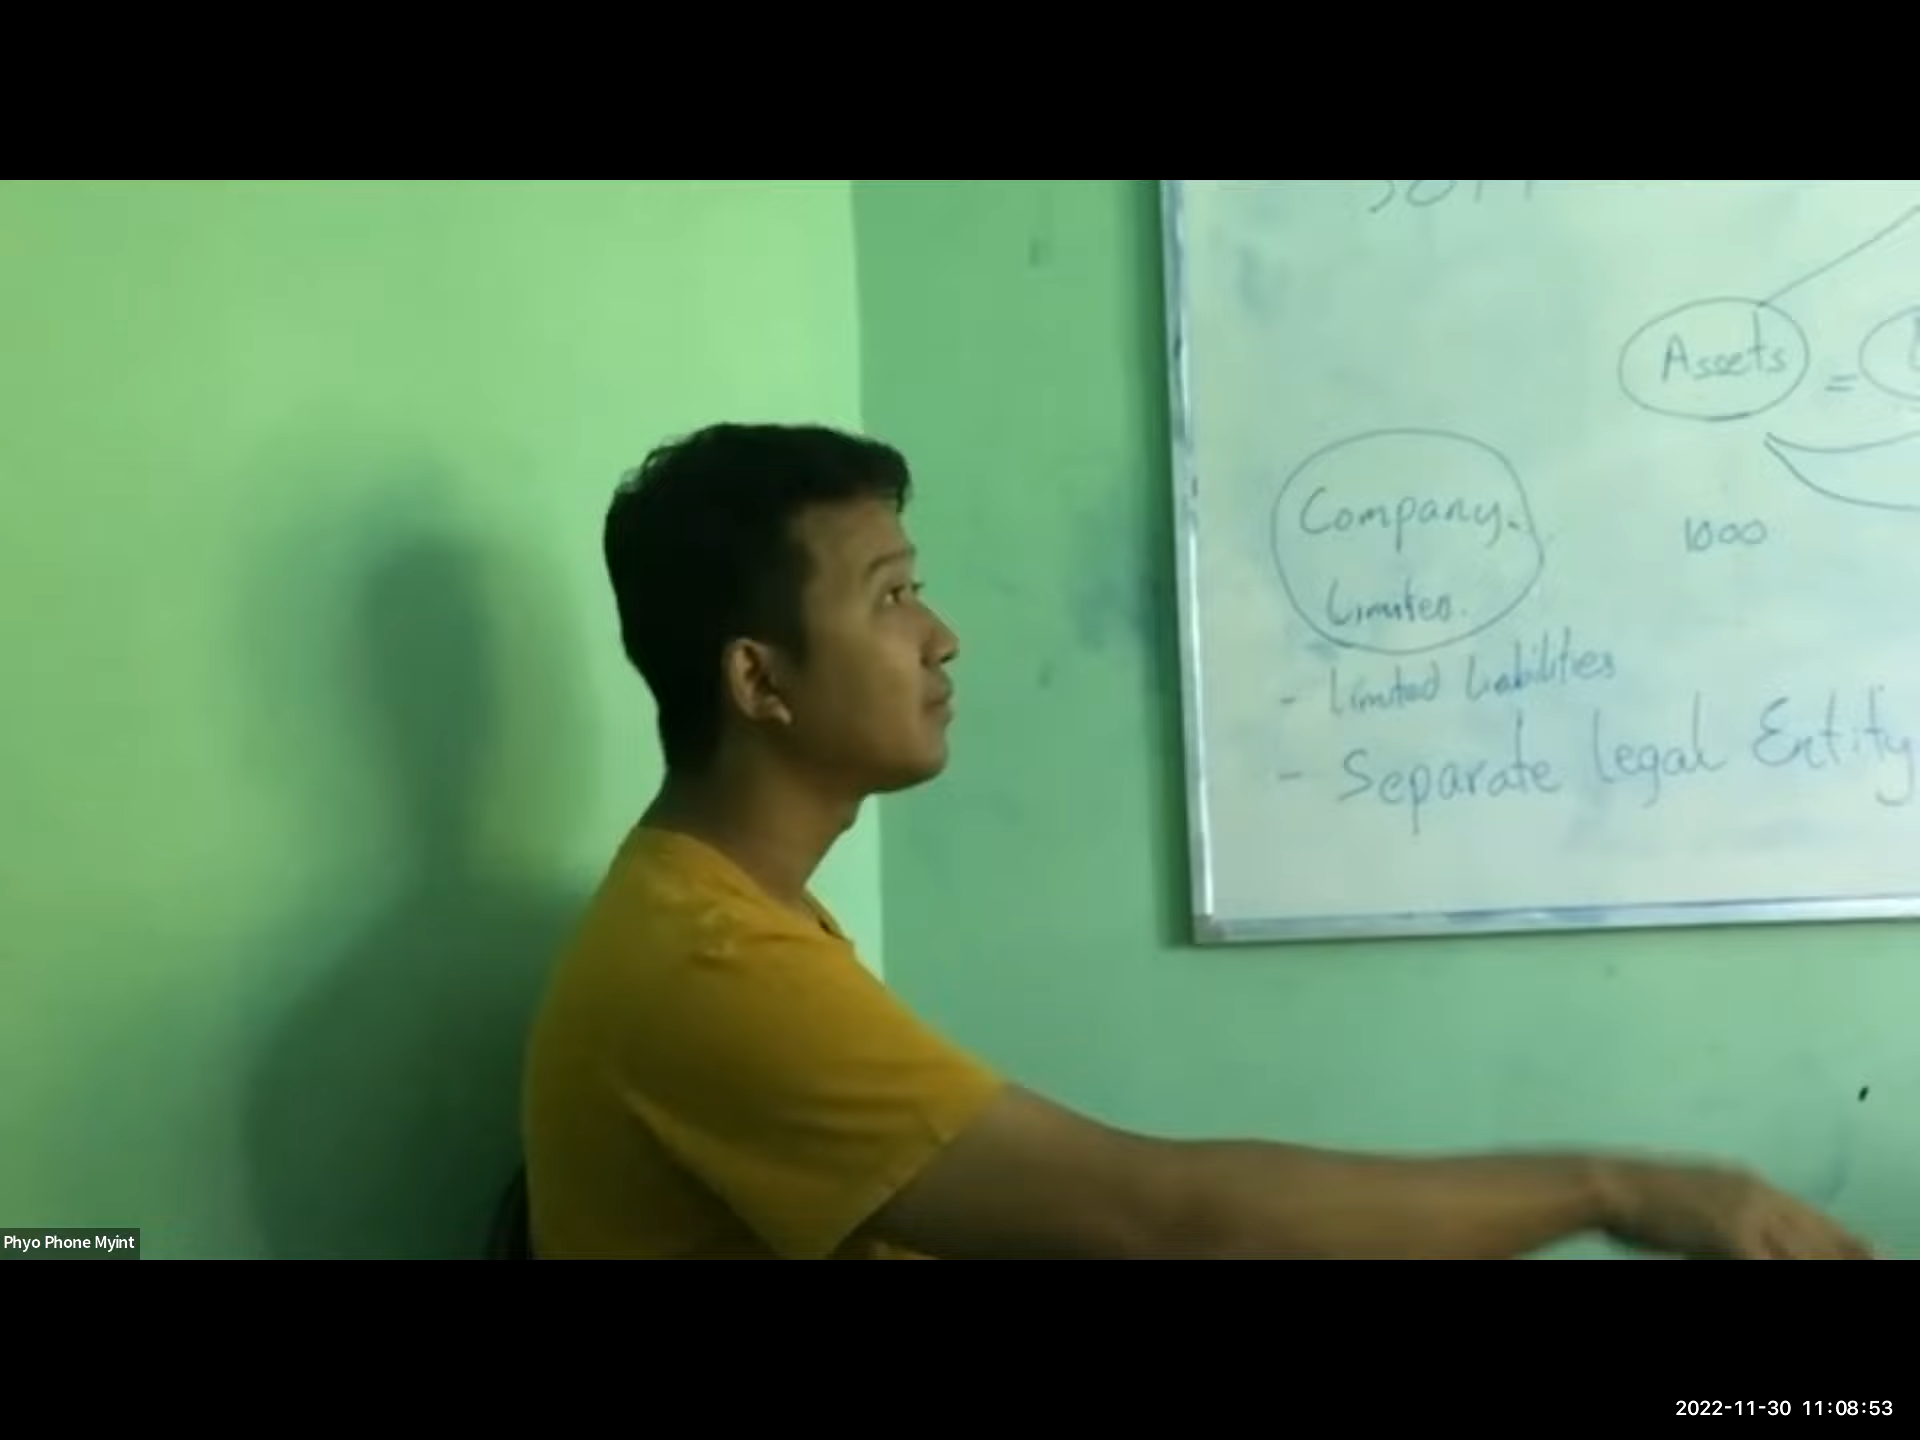 Assets =
Company.
Limited.
1000
- Limited Liabilities
- Separate legal Entity
Phyo Phone Myint
2022-11-30 11:08:53